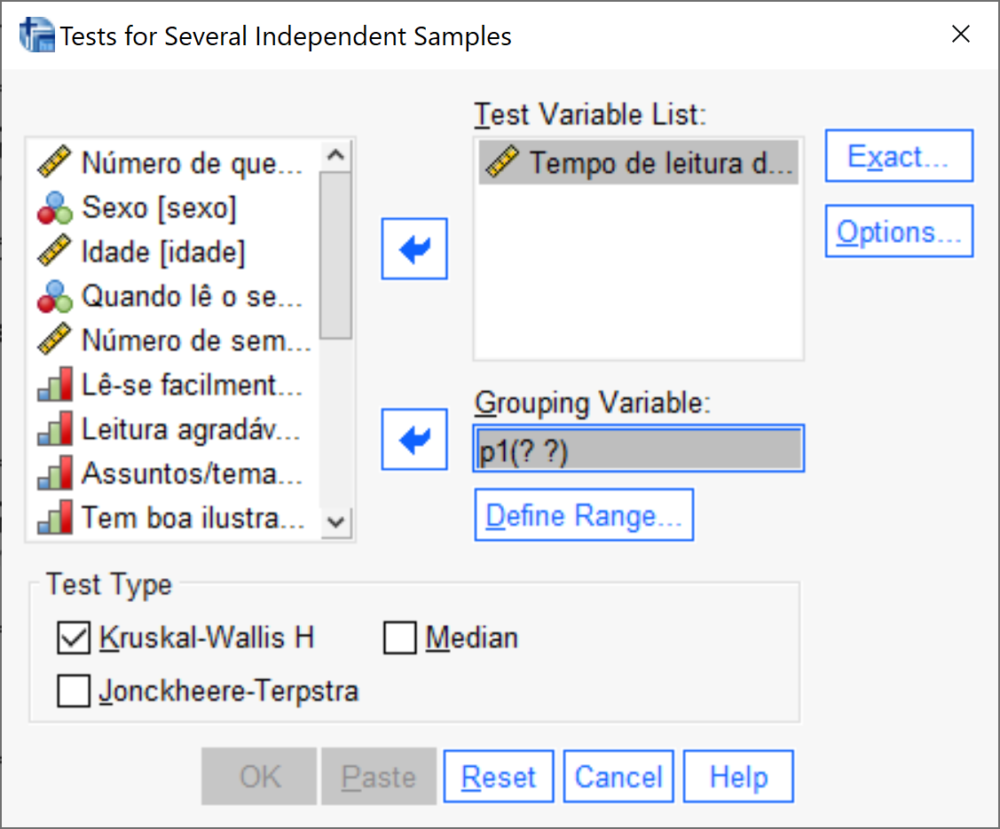 Tests for Several Independent Samples
Número de que...
Sexo [sexo]
Idade [idade]
Quando lê o se...
Número de sem...
Lê-se facilment...
Leitura agradáv...
Assuntos/tema...
Tem boa ilustra...
Test Variable List:
Tempo de leitura d...
Exact...
Options...
Grouping Variable:
p1(? ?)
Define Range...
Test Type
Kruskal-Wallis H
Median
Jonckheere-Terpstra
OK
Paste
Reset
Cancel
Help